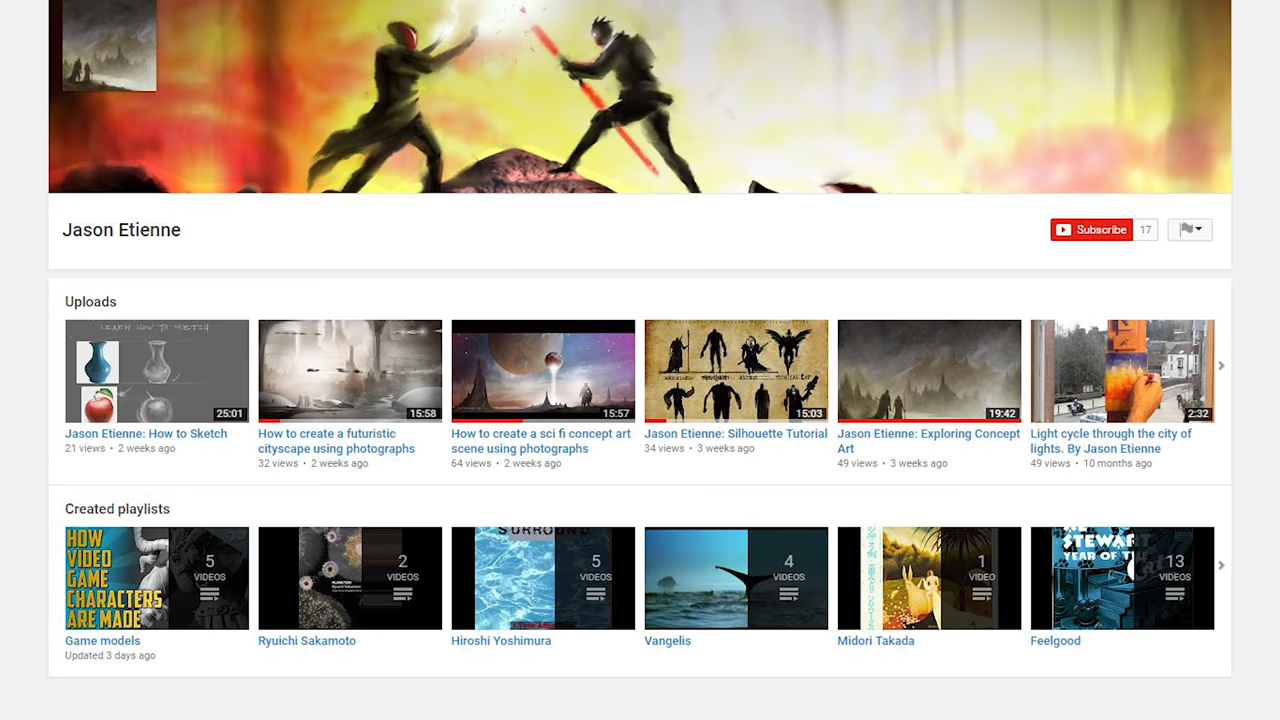 Jason Etienne
Subscribe 17
Uploads
LEARN HOW TO SKETCH
25:01
15:58
15:57
15:03
19:42
2:32
Jason Etienne: How to Sketch
21 views • 2 weeks ago
How to create a futuristic
cityscape using photographs
32 views • 2 weeks ago
How to create a sci fi concept art
scene using photographs
64 views • 2 weeks ago
Jason Etienne: Silhouette Tutorial
34 views • 3 weeks ago
Jason Etienne: Exploring Concept
Art
49 views • 3 weeks ago
Light cycle through the city of
lights. By Jason Etienne
49 views • 10 months ago
Created playlists
HOW
VIDEO
GAME
CHARACTERS
ARE MADE
5
VIDEOS
2
VIDEOS
SURROUND
5
VIDEOS
4
VIDEOS
1
VIDEO
STEWART
YEAR OF T
13
VIDEOS
Game models
Updated 3 days ago
Ryuichi Sakamoto
Hiroshi Yoshimura
Vangelis
Midori Takada
Feelgood